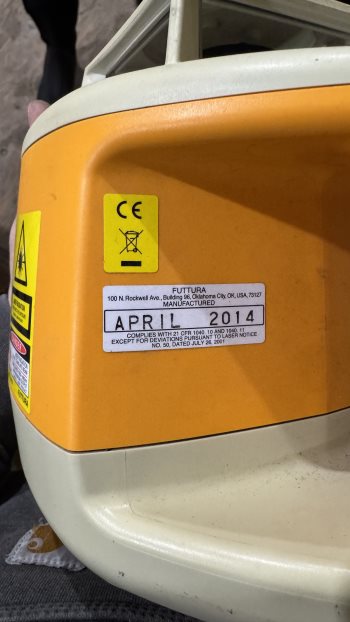 CE
FUTTURA
100 N. Rockwell Ave., Building 96, Oklahoma City, OK, USA, 73127
MANUFACTURED
APRIL 2014
COMPLIES WITH 21 CFR 1040.10 AND 1040.11
EXCEPT FOR DEVIATIONS PURSUANT TO LASER NOTICE
NO. 50, DATED JULY 26, 2001